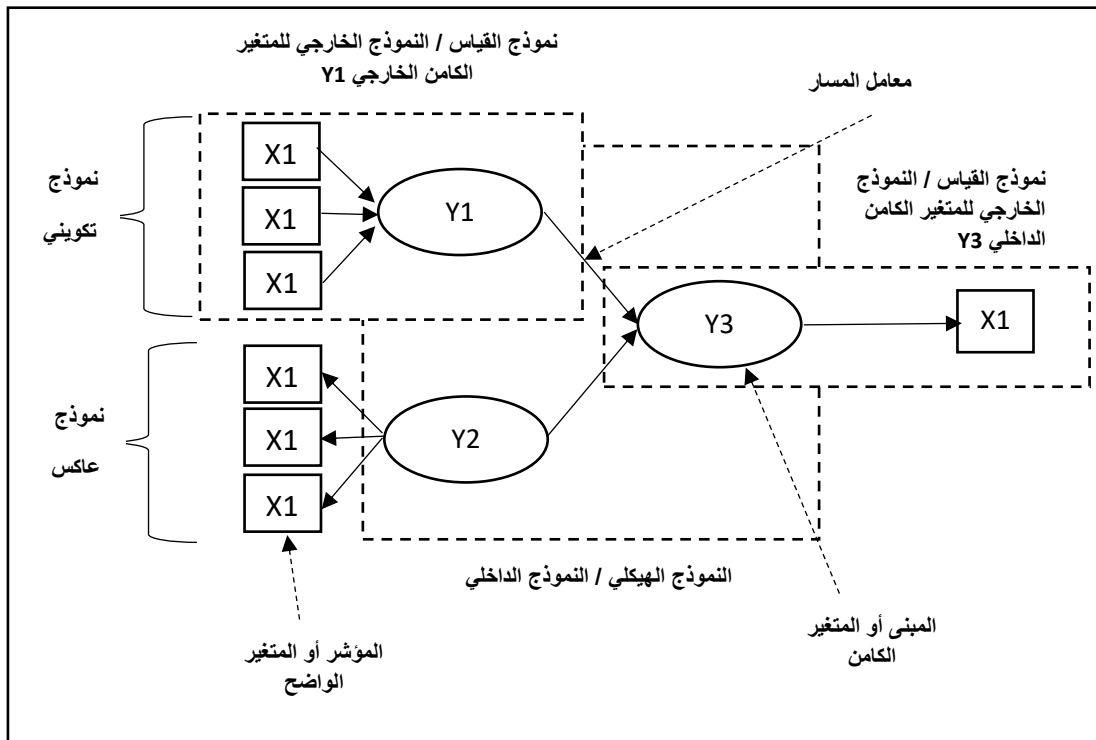 نموذج القياس / النموذج الخارجي للمتغير
الكامن الخارجي Y1
معامل المسار
نموذج
تكويني
X1
X1
X1
Y1
نموذج القياس / النموذج
الخارجي للمتغير الكامن
الداخلي Y3
Y3
X1
نموذج
عاكس
X1
X1
X1
Y2
النموذج الهيكلي / النموذج الداخلي
المؤشر أو المتغير
الواضح
المبنى أو المتغير
الكامن